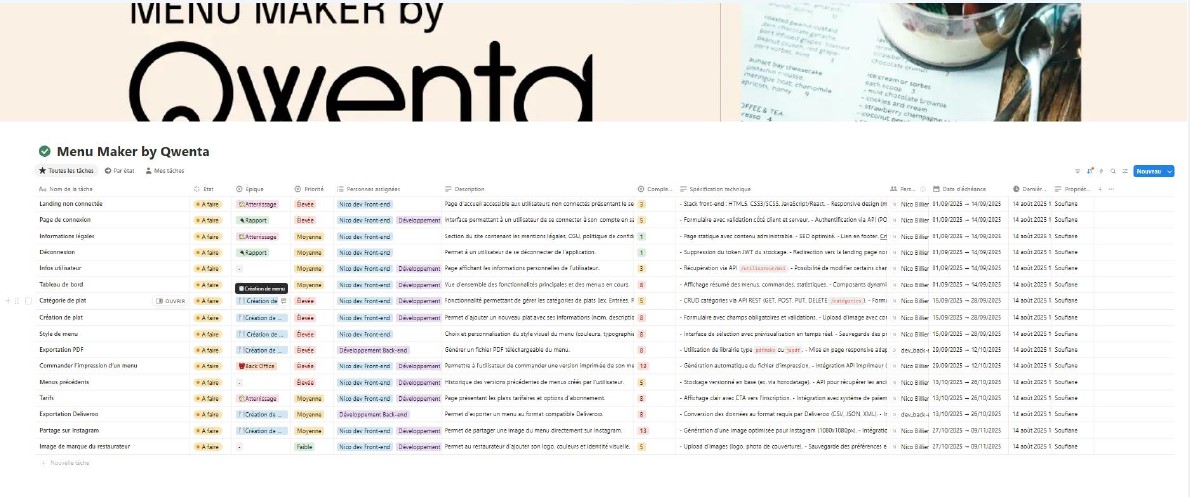 MENU MAKER by
Qwenta
Menu Maker by Qwenta
Toutes les tâches Par état Mes tâches Nouveau
Aa Nom de la tâche Etat Epique Priorité Personnes assignées Description Comple... Spécification technique Pers... Date d'échéance Dernièr... Propriét...
Landing non connectée A faire Atterrissage Élevée Nico dev Front-end Page d'accueil accessible aux utilisateurs non connectés présentant le se 3 - Stack front-end : HTML5, CSS3/SCSS, JavaScript/React. - Responsive design (m Nico Billier 01/09/2025 → 14/09/2025 14 août 2025 1 Soufiane
Page de connexion A faire Rapport Élevée Nico dev Front-end Développement Interface permettant à un utilisateur de se connecter à son compte en sa 5 - Formulaire avec validation côté client et serveur. - Authentification via API (PO Nico Billier 01/09/2025 → 14/09/2025 14 août 2025 1 Soufiane
Informations légales A faire Atterrissage Moyenne Nico dev Front-end Section du site contenant les mentions légales, CGU, politique de confid 1 - Page statique avec contenu administrable. - SEO optimisé. - Lien en footer. Nico Billier 01/09/2025 → 14/09/2025 14 août 2025 1 Soufiane
Déconnexion A faire Rapport Moyenne Nico dev Front-end Permet à un utilisateur de se déconnecter de l'application. 1 - Suppression du token JWT du stockage. - Redirection vers le landing page non Nico Billier 01/09/2025 → 14/09/2025 14 août 2025 1 Soufiane
Infos utilisateur A faire - Moyenne Nico dev Front-end Développement Page affichant les informations personnelles de l'utilisateur. 3 - Récupération via API - Possibilité de modifier certains char Nico Billier 01/09/2025 → 14/09/2025 14 août 2025 1 Soufiane
Tableau de bord A faire Création de menu Moyenne Nico dev Front-end Développement Vue d'ensemble des fonctionnalités principales et des menus en cours. 8 - Affichage résumé des menus, commandes, statistiques. - Composants dynam Nico Billier 01/09/2025 → 14/09/2025 14 août 2025 1 Soufiane
Catégorie de plat OUVRIR A faire Création de Élevée Nico dev Front-end Développement Fonctionnalité permettant de gérer les catégories de plats (ex: Entrées, P 5 - CRUD catégories via API REST (GET, POST, PUT, DELETE /categories). - Form Nico Billier 15/09/2025 → 28/09/2025 14 août 2025 1 Soufiane
Création de plat A faire Création de ... Élevée Nico dev Front-end Développement Permet d'ajouter un nouveau plat avec ses informations (nom, descriptio 8 - Formulaire avec champs obligatoires et validations. - Upload d'image avec co Nico Billier 15/09/2025 → 28/09/2025 14 août 2025 1 Soufiane
Style de menu A faire Création de ... Élevée Nico dev Front-end Choix et personnalisation du style visuel du menu (couleurs, typographie 8 - Interface de sélection avec prévisualisation en temps réel. - Sauvegarde des p Nico Billier 15/09/2025 → 28/09/2025 14 août 2025 1 Soufiane
Exportation PDF A faire Création de ... Élevée Développement Back-end Générer un fichier PDF téléchargeable du menu. 8 - Utilisation de librairie type pdfmake ou jspdf. - Mise en page responsive adap dev_back- 29/09/2025 → 12/10/2025 14 août 2025 1 Soufiane
Commander l'impression d'un menu A faire Back Office Élevée Nico dev Front-end Développement Permettre à l'utilisateur de commander une version imprimée de son me 13 - Génération automatique du fichier d'impression. - Intégration API imprimeur Nico Billier 29/09/2025 → 12/10/2025 14 août 2025 1 Soufiane
Menus précédents A faire - Élevée Nico dev Front-end Développement Historique des versions précédentes de menus créés par l'utilisateur. 5 - Stockage versionné en base (ex. via horodatage). - API pour récupérer les anci Nico Billier 13/10/2025 → 26/10/2025 14 août 2025 1 Soufiane
Tarifs A faire Atterrissage Élevée Nico dev Front-end Développement Page présentant les plans tarifaires et options d'abonnement. 8 - Affichage clair avec CTA vers l'inscription. - Intégration avec système de paiem Nico Billier 13/10/2025 → 26/10/2025 14 août 2025 1 Soufiane
Exportation Deliveroo A faire Création de ... Moyenne Développement Back-end Permet d'exporter un menu au format compatible Deliveroo. 8 - Conversion des données au format requis par Deliveroo (CSV, JSON, XML). dev_back- 13/10/2025 → 26/10/2025 14 août 2025 1 Soufiane
Partage sur Instagram A faire Création de ... Moyenne Nico dev Front-end Développement Permet de partager une image du menu directement sur Instagram. 13 - Génération d'une image optimisée pour Instagram (1080x1080px). - Intégratio Nico Billier 27/10/2025 → 09/11/2025 14 août 2025 1 Soufiane
Image de marque du restaurateur A faire - Faible Nico dev Front-end Développement Permet au restaurateur d'ajouter son logo, couleurs et identité visuelle. 5 - Upload d'images (logo, photo de couverture). - Sauvegarde des préférences e Nico Billier 27/10/2025 → 09/11/2025 14 août 2025 1 Soufiane
+ Nouvelle tâche